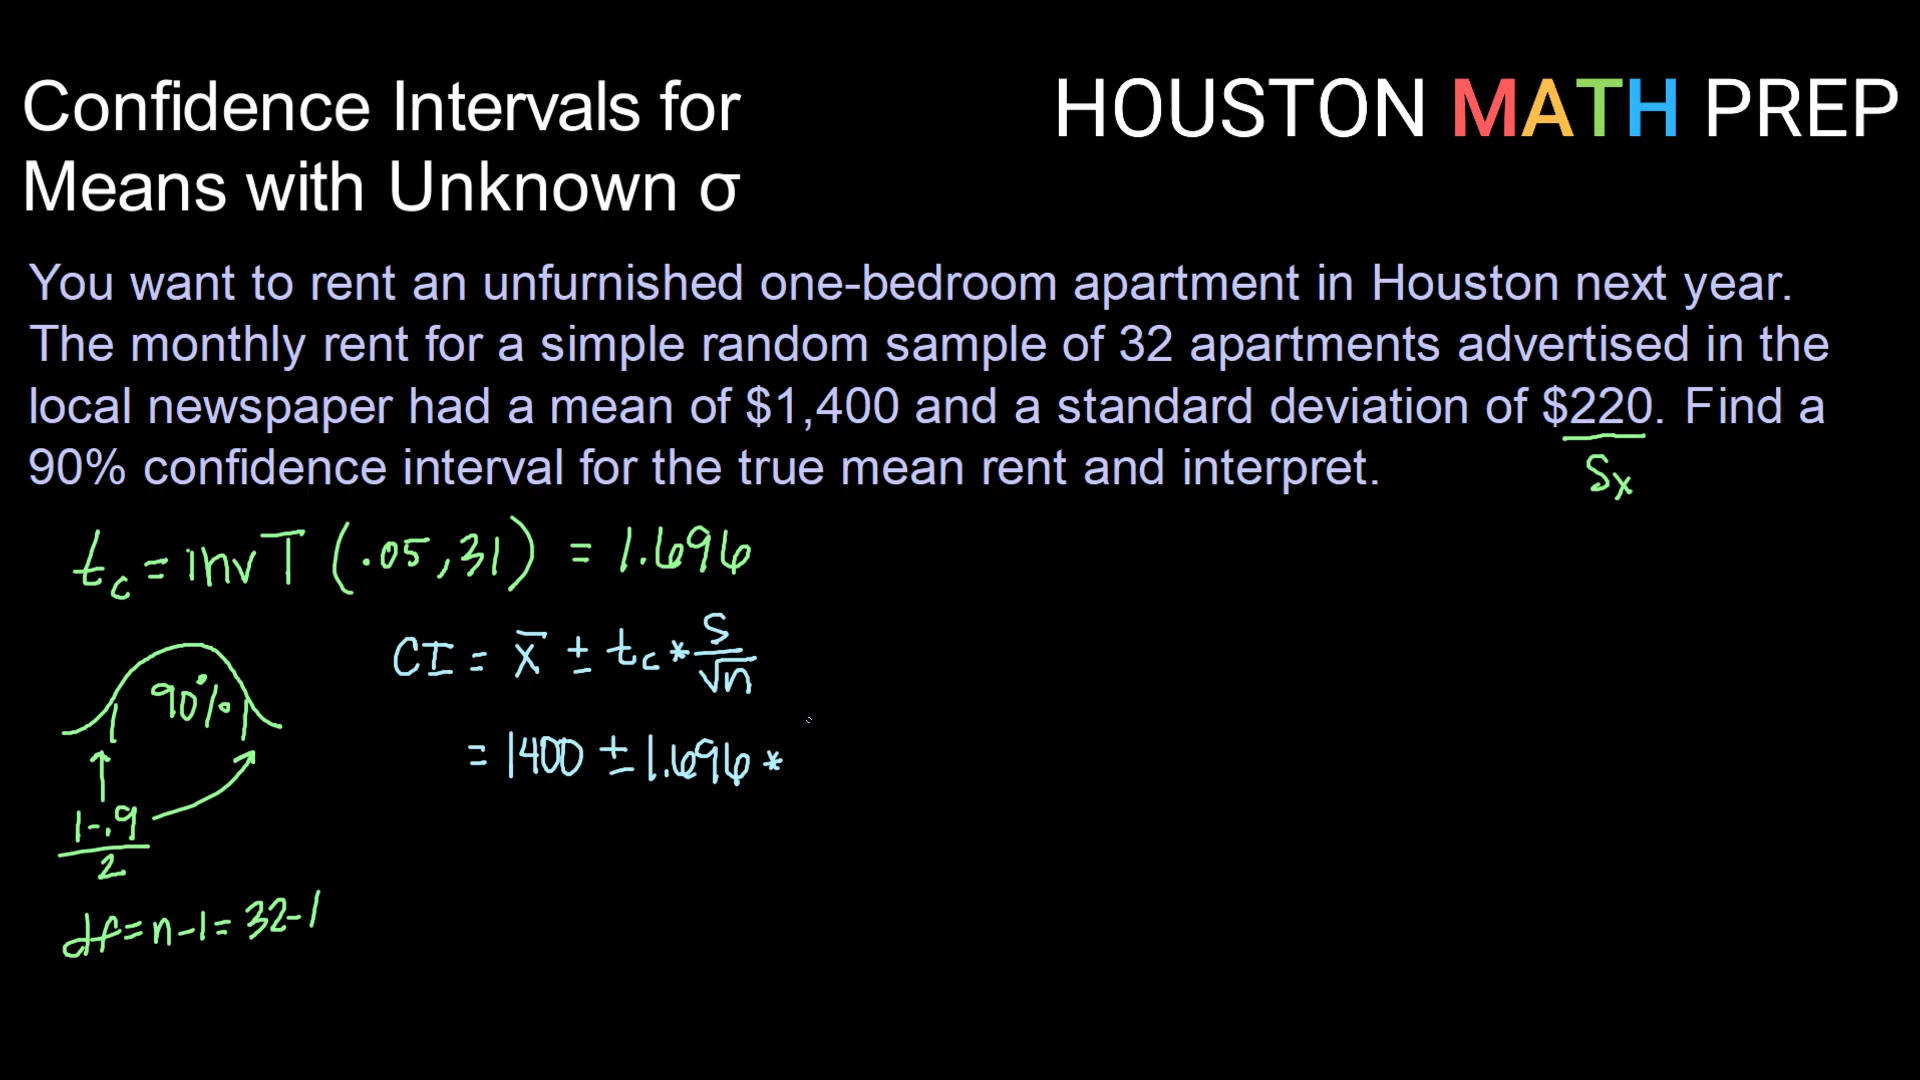 Confidence Intervals for
Means with Unknown σ
HOUSTON MATH PREP
You want to rent an unfurnished one-bedroom apartment in Houston next year.
The monthly rent for a simple random sample of 32 apartments advertised in the
local newspaper had a mean of $1,400 and a standard deviation of $220. Find a
90% confidence interval for the true mean rent and interpret.
Sx
tc = invT (.05, 31) = 1.696
CI = x̄ ± tc * s/√n
90%
= 1400 ± 1.696 *
1-.9
2
df = n-1 = 32-1